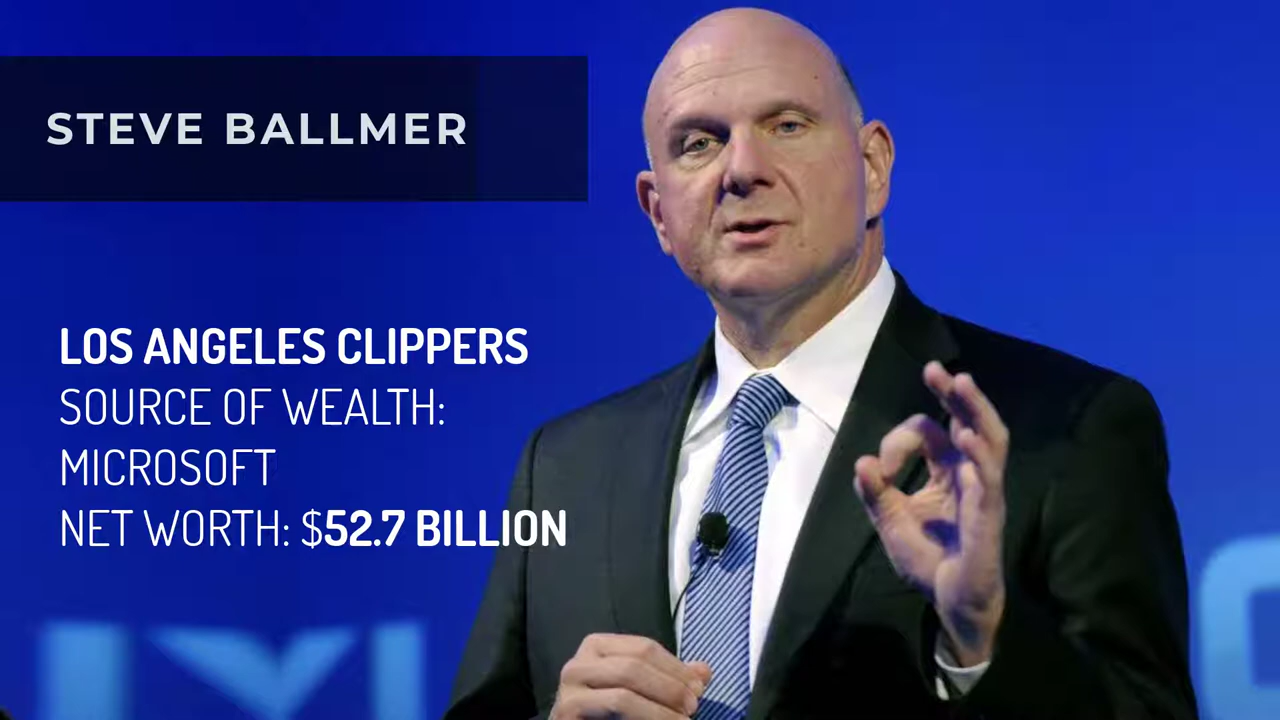 STEVE BALLMER
LOS ANGELES CLIPPERS
SOURCE OF WEALTH:
MICROSOFT
NET WORTH: $52.7 BILLION